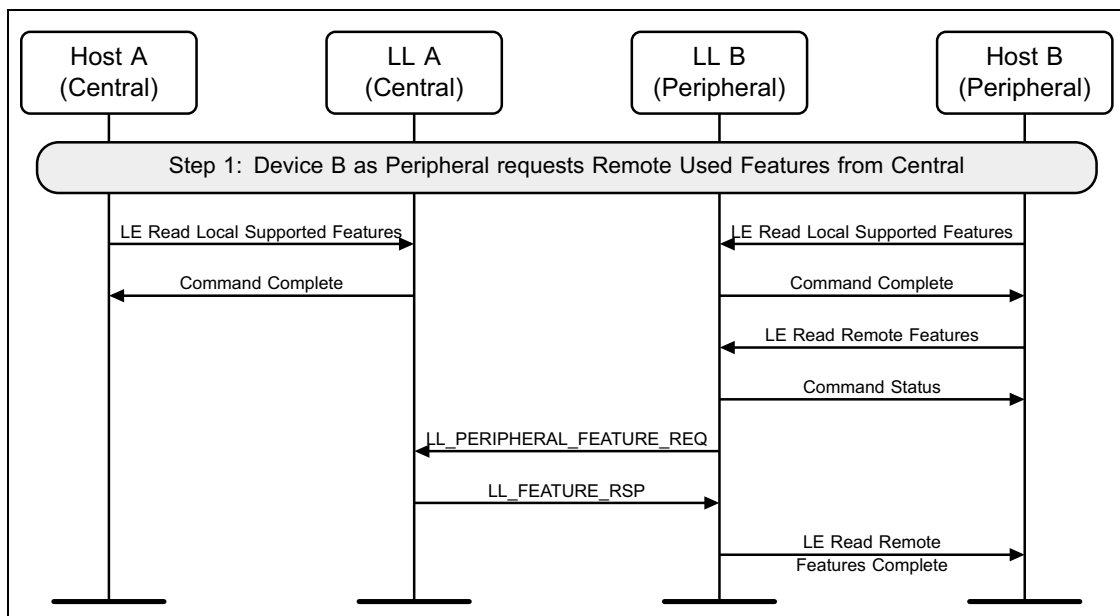 Host A
(Central)
LL A
(Central)
LL B
(Peripheral)
Host B
(Peripheral)
Step 1:  Device B as Peripheral requests Remote Used Features from Central
LE Read Local Supported Features
LE Read Local Supported Features
Command Complete
Command Complete
LE Read Remote Features
Command Status
LL_PERIPHERAL_FEATURE_REQ
LL_FEATURE_RSP
LE Read Remote
Features Complete